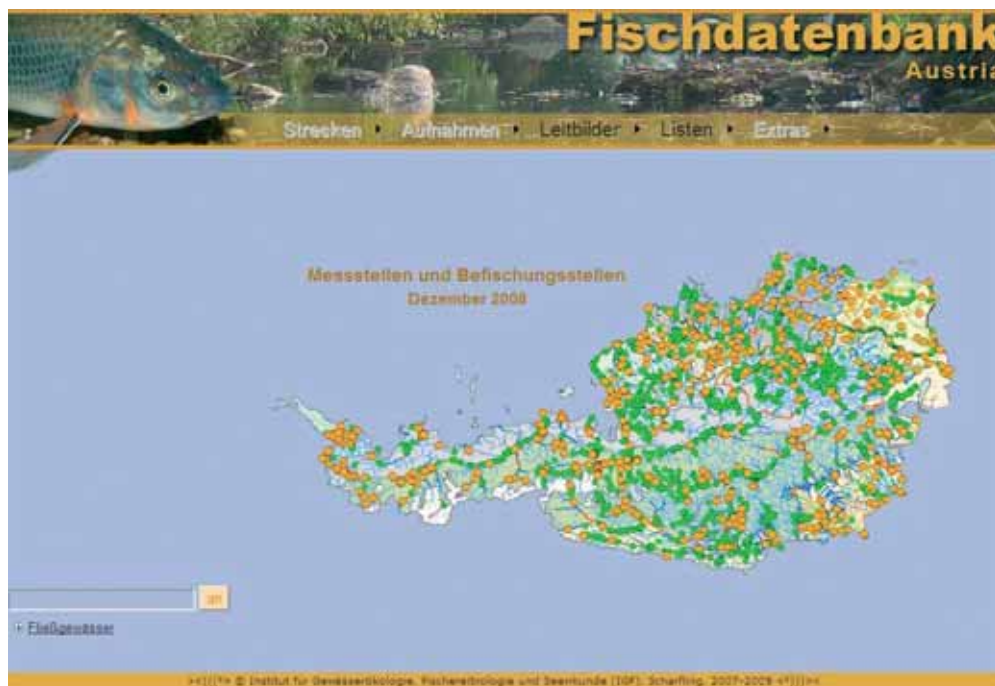 Fischdatenbank
Austria
Strecken Aufnahmen Leitbilder Listen Extras
Messstellen und Befischungsstellen
Dezember 2008
go
Fließgewässer
><)))°> © Institut für Gewässerökologie, Fischereibiologie und Seenkunde (IGF), Scharfling, 2007-2009 <°)))><